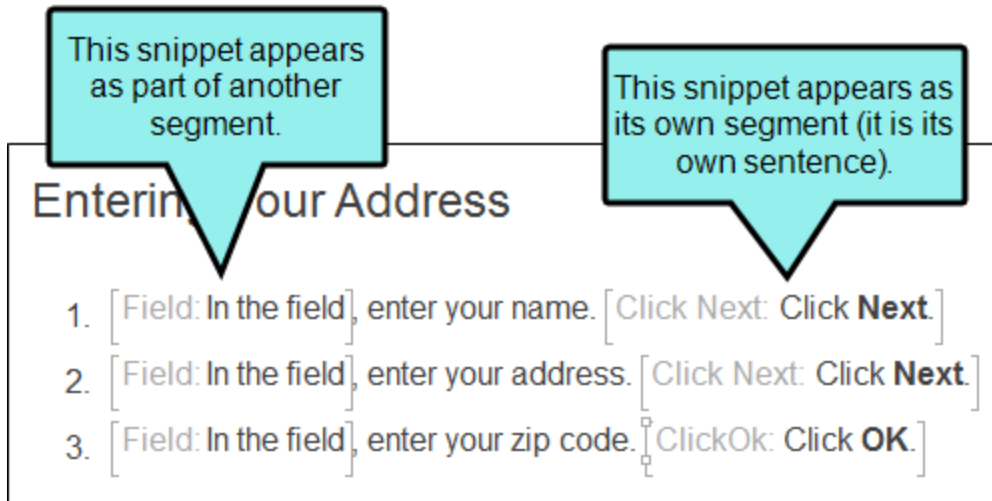 This snippet appears
as part of another
segment.
This snippet appears as
its own segment (it is its
own sentence).
Entering our Address
1. [Field: In the field], enter your name. [Click Next: Click Next.]
2. [Field: In the field], enter your address. [Click Next: Click Next.]
3. [Field: In the field], enter your zip code. [ClickOk: Click OK.]